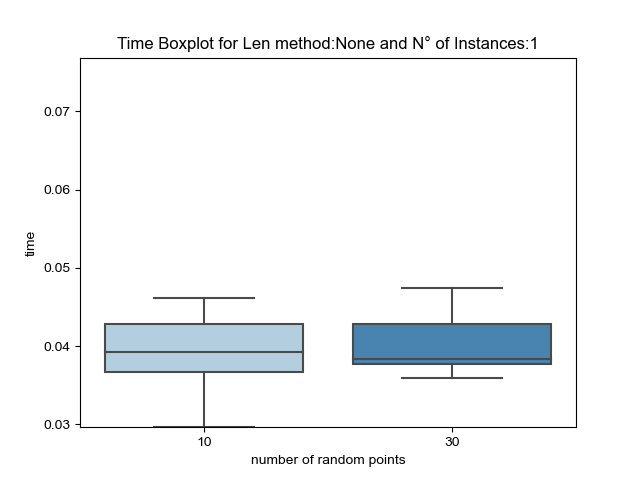 Time Boxplot for Len method:None and N° of Instances:1
0.07
0.06
0.05
0.04
0.03
time
10
30
number of random points